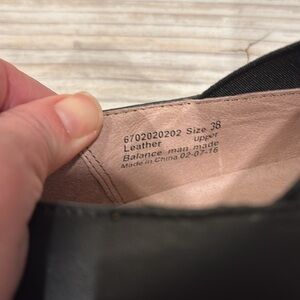 6702020202 Size 38
Leather upper
Balance man made
Made in China 02-07-16